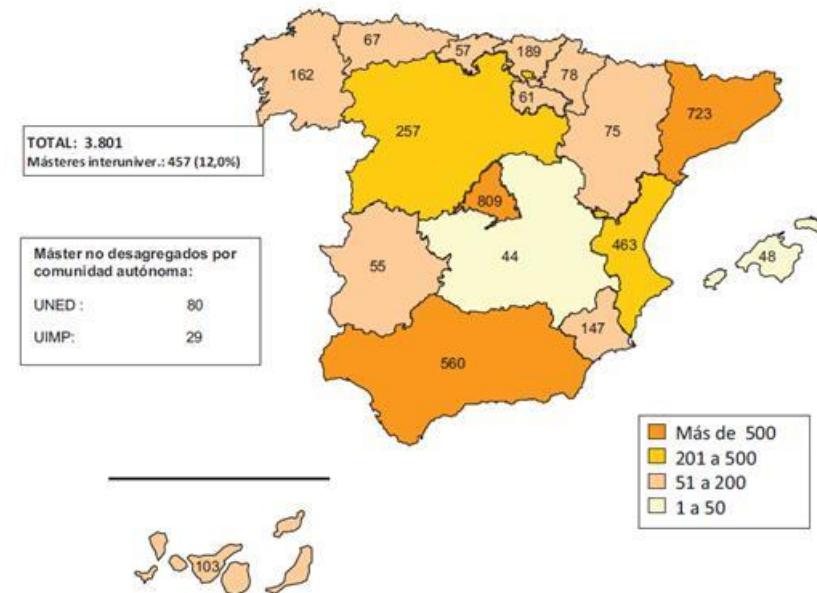 67
57
189
162
78
61
723
257
75
TOTAL: 3.801
Másteres interuniver.: 457 (12,0%)
809
463
48
44
55
Máster no desagregados por
comunidad autónoma:
UNED : 80
UIMP: 29
147
560
Más de 500
201 a 500
51 a 200
1 a 50
103